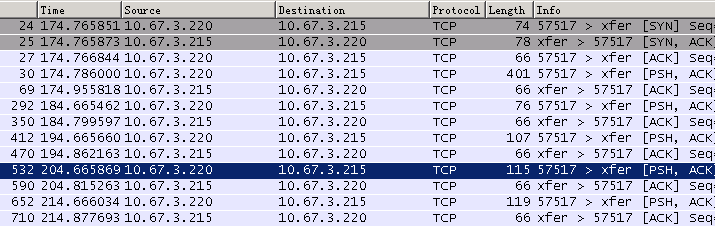 Time Source Destination Protocol Length Info
24 174.765851 10.67.3.220 10.67.3.215 TCP 74 57517 > xfer [SYN] Seq=
25 174.765873 10.67.3.215 10.67.3.220 TCP 78 xfer > 57517 [SYN, ACK
27 174.766844 10.67.3.220 10.67.3.215 TCP 66 57517 > xfer [ACK] Seq=
30 174.786000 10.67.3.220 10.67.3.215 TCP 401 57517 > xfer [PSH, ACK
69 174.955818 10.67.3.215 10.67.3.220 TCP 66 xfer > 57517 [ACK] Seq=
292 184.665462 10.67.3.220 10.67.3.215 TCP 76 57517 > xfer [PSH, ACK
350 184.799597 10.67.3.215 10.67.3.220 TCP 66 xfer > 57517 [ACK] Seq=
412 194.665660 10.67.3.220 10.67.3.215 TCP 107 57517 > xfer [PSH, ACK
470 194.862163 10.67.3.215 10.67.3.220 TCP 66 xfer > 57517 [ACK] Seq=
532 204.665869 10.67.3.220 10.67.3.215 TCP 115 57517 > xfer [PSH, ACK
590 204.815263 10.67.3.215 10.67.3.220 TCP 66 xfer > 57517 [ACK] Seq=
652 214.666034 10.67.3.220 10.67.3.215 TCP 119 57517 > xfer [PSH, ACK
710 214.877693 10.67.3.215 10.67.3.220 TCP 66 xfer > 57517 [ACK] Seq=